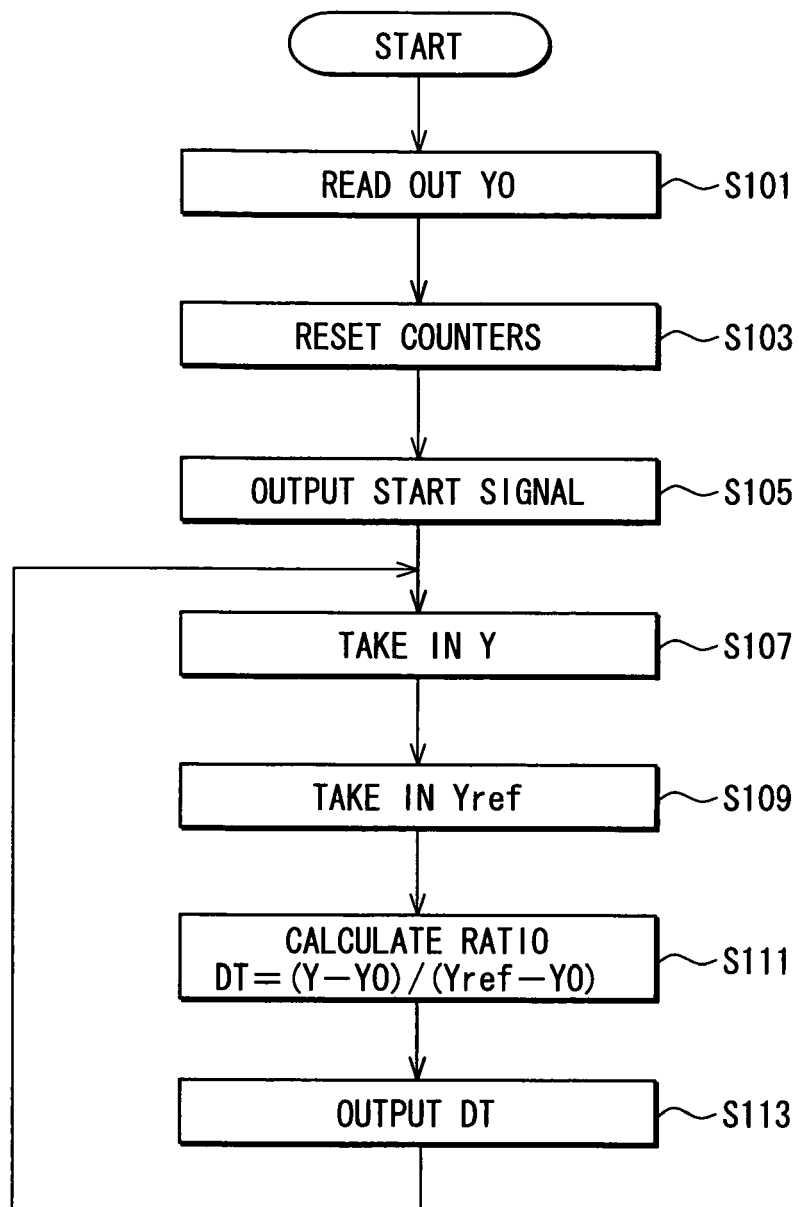 START
READ OUT Y0
S101
RESET COUNTERS
S103
OUTPUT START SIGNAL
S105
TAKE IN Y
S107
TAKE IN Yref
S109
CALCULATE RATIO
DT=(Y-Y0)/(Yref-Y0)
S111
OUTPUT DT
S113